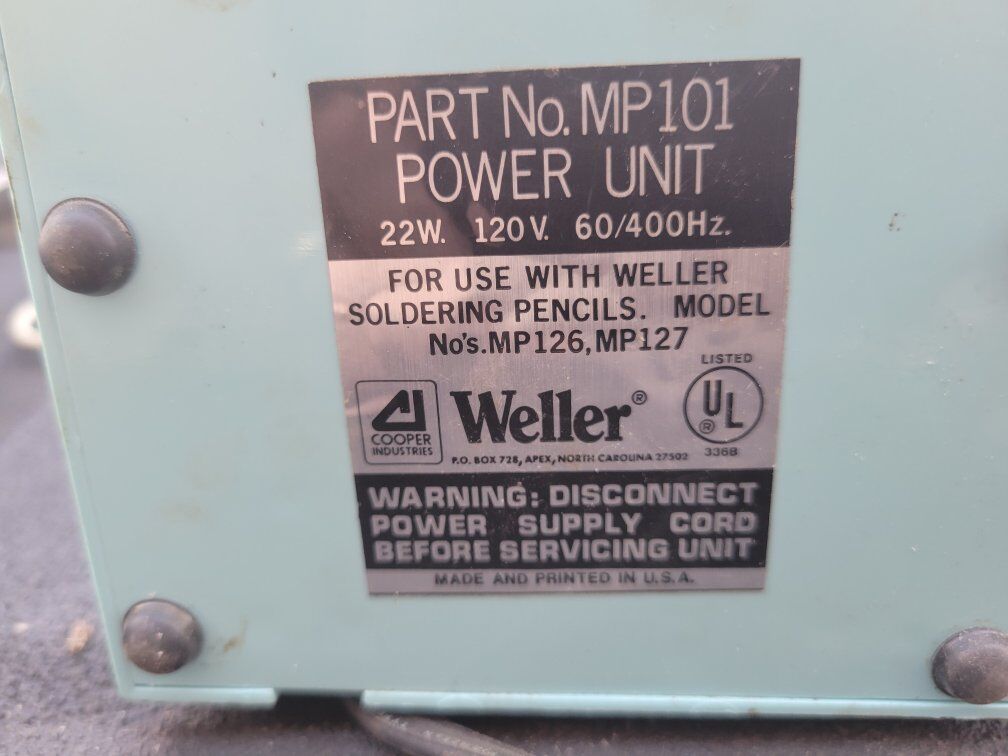 PART No. MP101
POWER UNIT
22W. 120V. 60/400Hz.
FOR USE WITH WELLER
SOLDERING PENCILS. MODEL
No's.MP126, MP127
LISTED
UL
®
336B
COOPER
INDUSTRIES
Weller®
P.O. BOX 728, APEX, NORTH CAROLINA 27502
WARNING: DISCONNECT
POWER SUPPLY CORD
BEFORE SERVICING UNIT
MADE AND PRINTED IN U.S.A.